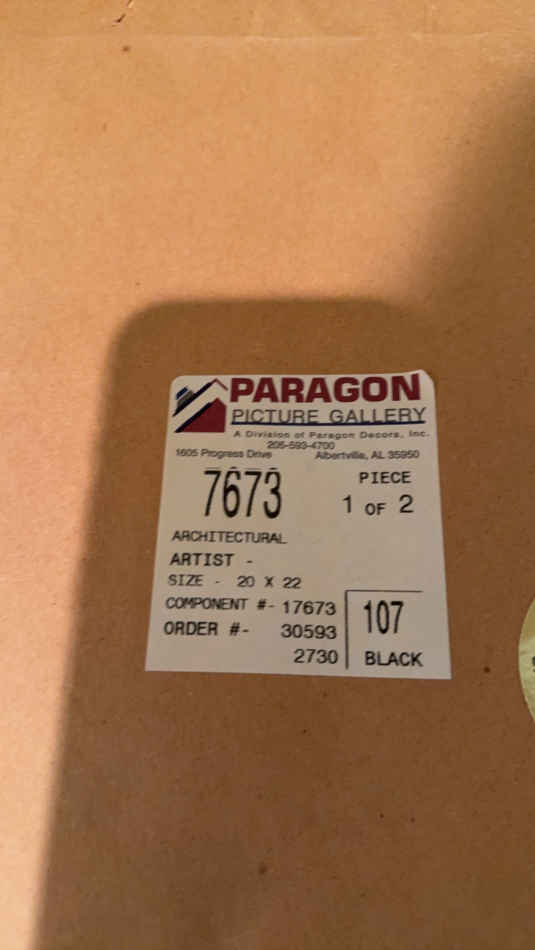 PARAGON
PICTURE GALLERY
A Division of Paragon Decors, Inc.
205-593-4700
1605 Progress Drive Albertville, AL 35950
7673
PIECE
1 OF 2
ARCHITECTURAL
ARTIST -
SIZE - 20 X 22
COMPONENT #- 17673
ORDER #- 30593
2730
107
BLACK